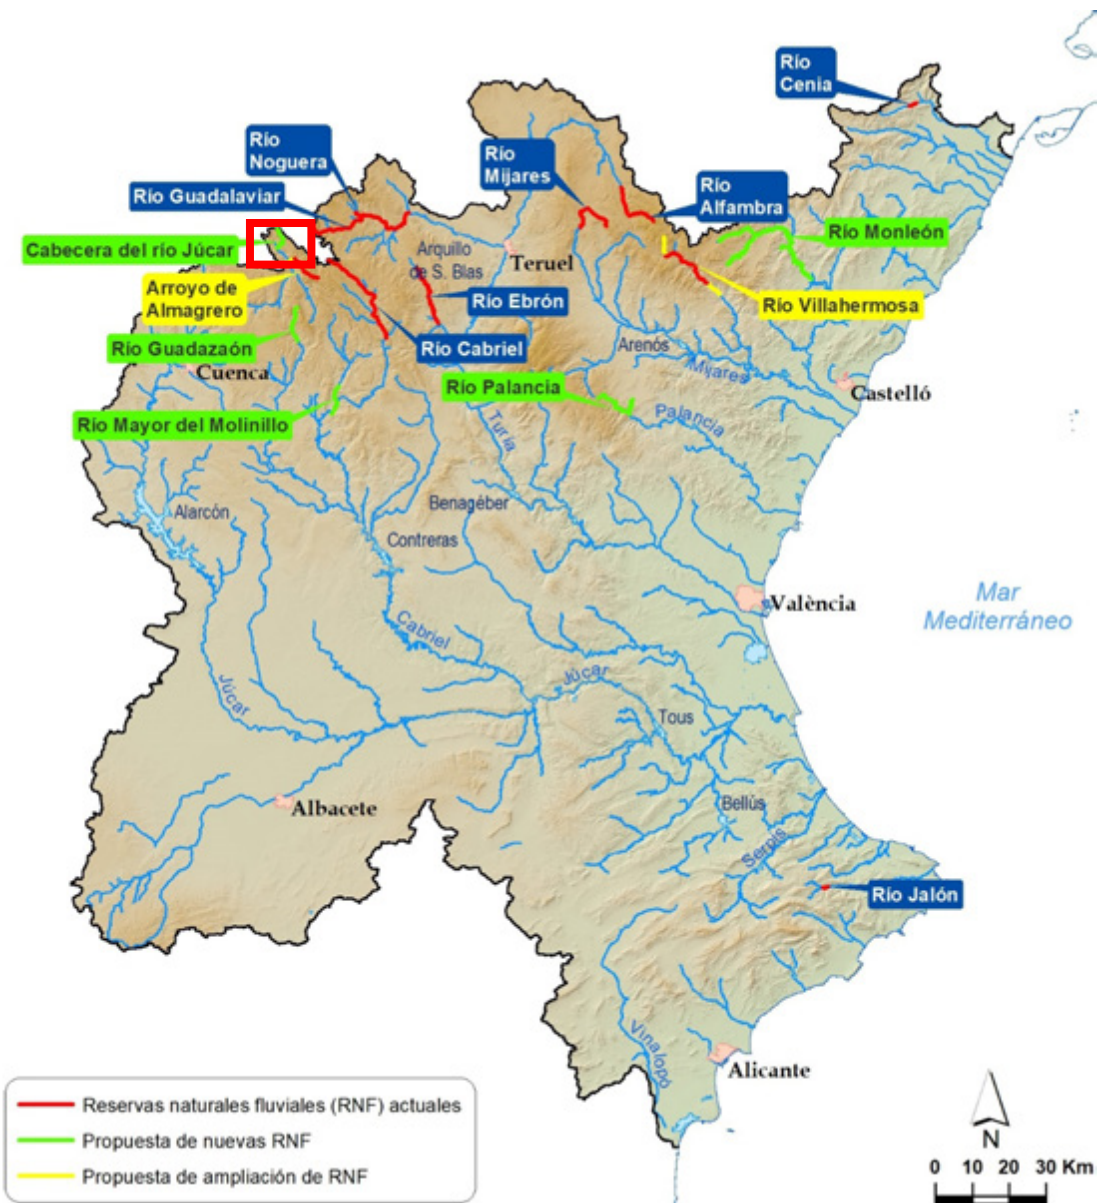 Río
Cenia
Río
Noguera
Río
Mijares
Río Guadalaviar
Río
Alfambra
Río Monleón
Cabecera del río Júcar
Arquillo
de S. Blas
Teruel
Arroyo de
Almagrero
Río Ebrón
Río Villahermosa
Río Guadazaón
Río Cabriel
Arenós
Mijares
Cuenca
Río Palancia
Castelló
Palancia
Río Mayor del Molinillo
Turia
Benagéber
Alarcón
Contreras
València
Mar
Mediterráneo
Cabriel
Júcar
Júcar
Tous
Albacete
Bellús
Serpis
Río Jalón
Vinalopó
Alicante
Reservas naturales fluviales (RNF) actuales
Propuesta de nuevas RNF
Propuesta de ampliación de RNF
N
0 10 20 30 Km